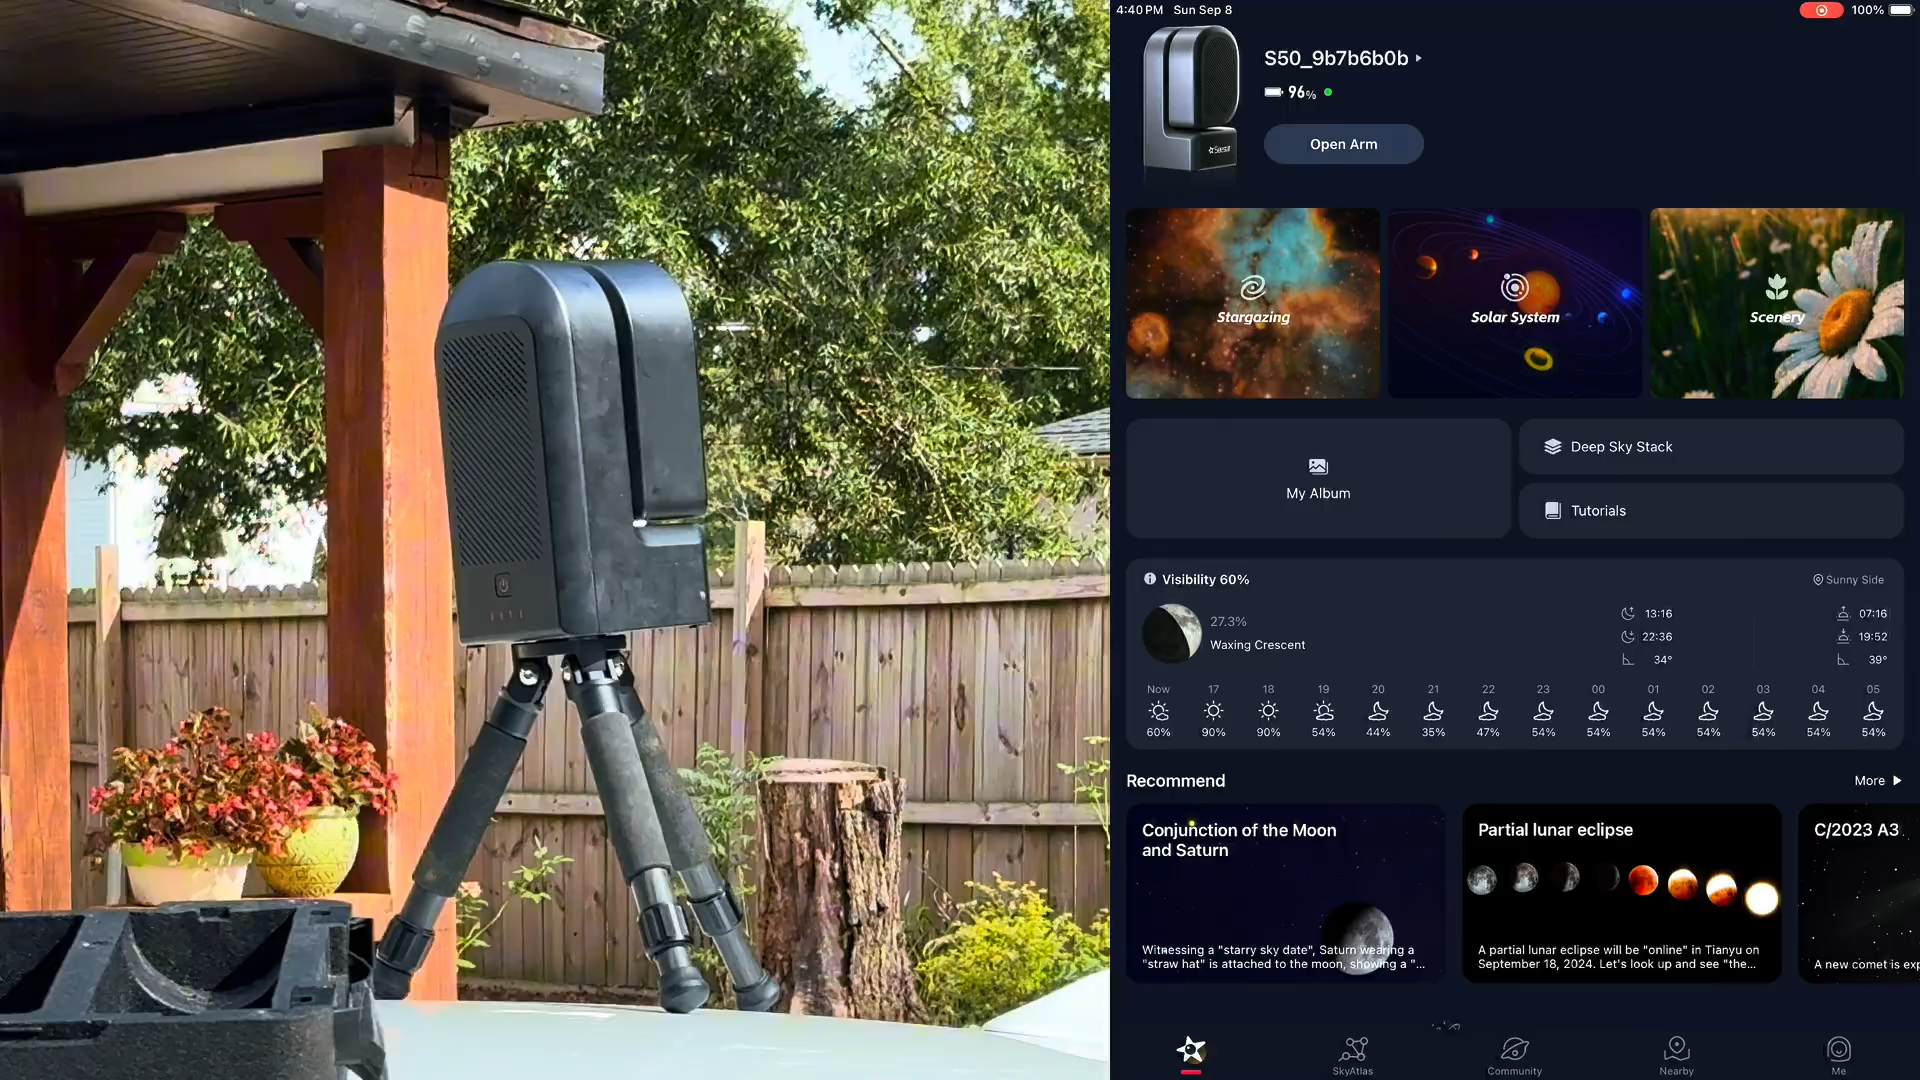 4:40 PM Sun Sep 8
100%
S50_9b7b6b0b
96%
Open Arm
Seestar
Stargazing
Solar System
Scenery
My Album
Deep Sky Stack
Tutorials
Visibility 60%
Sunny Side
27.3%
Waxing Crescent
13:16
07:16
22:36
19:52
34°
39°
Now 17 18 19 20 21 22 23 00 01 02 03 04 05
60% 90% 90% 54% 44% 35% 47% 54% 54% 54% 54% 54% 54% 54%
Recommend
More
Conjunction of the Moon
and Saturn
Witnessing a "starry sky date", Saturn wearing a
"straw hat" is attached to the moon, showing a "...
Partial lunar eclipse
A partial lunar eclipse will be "online" in Tianyu on
September 18, 2024. Let's look up and see "the...
C/2023 A3
A new comet is exp
SkyAtlas
Community
Nearby
Me